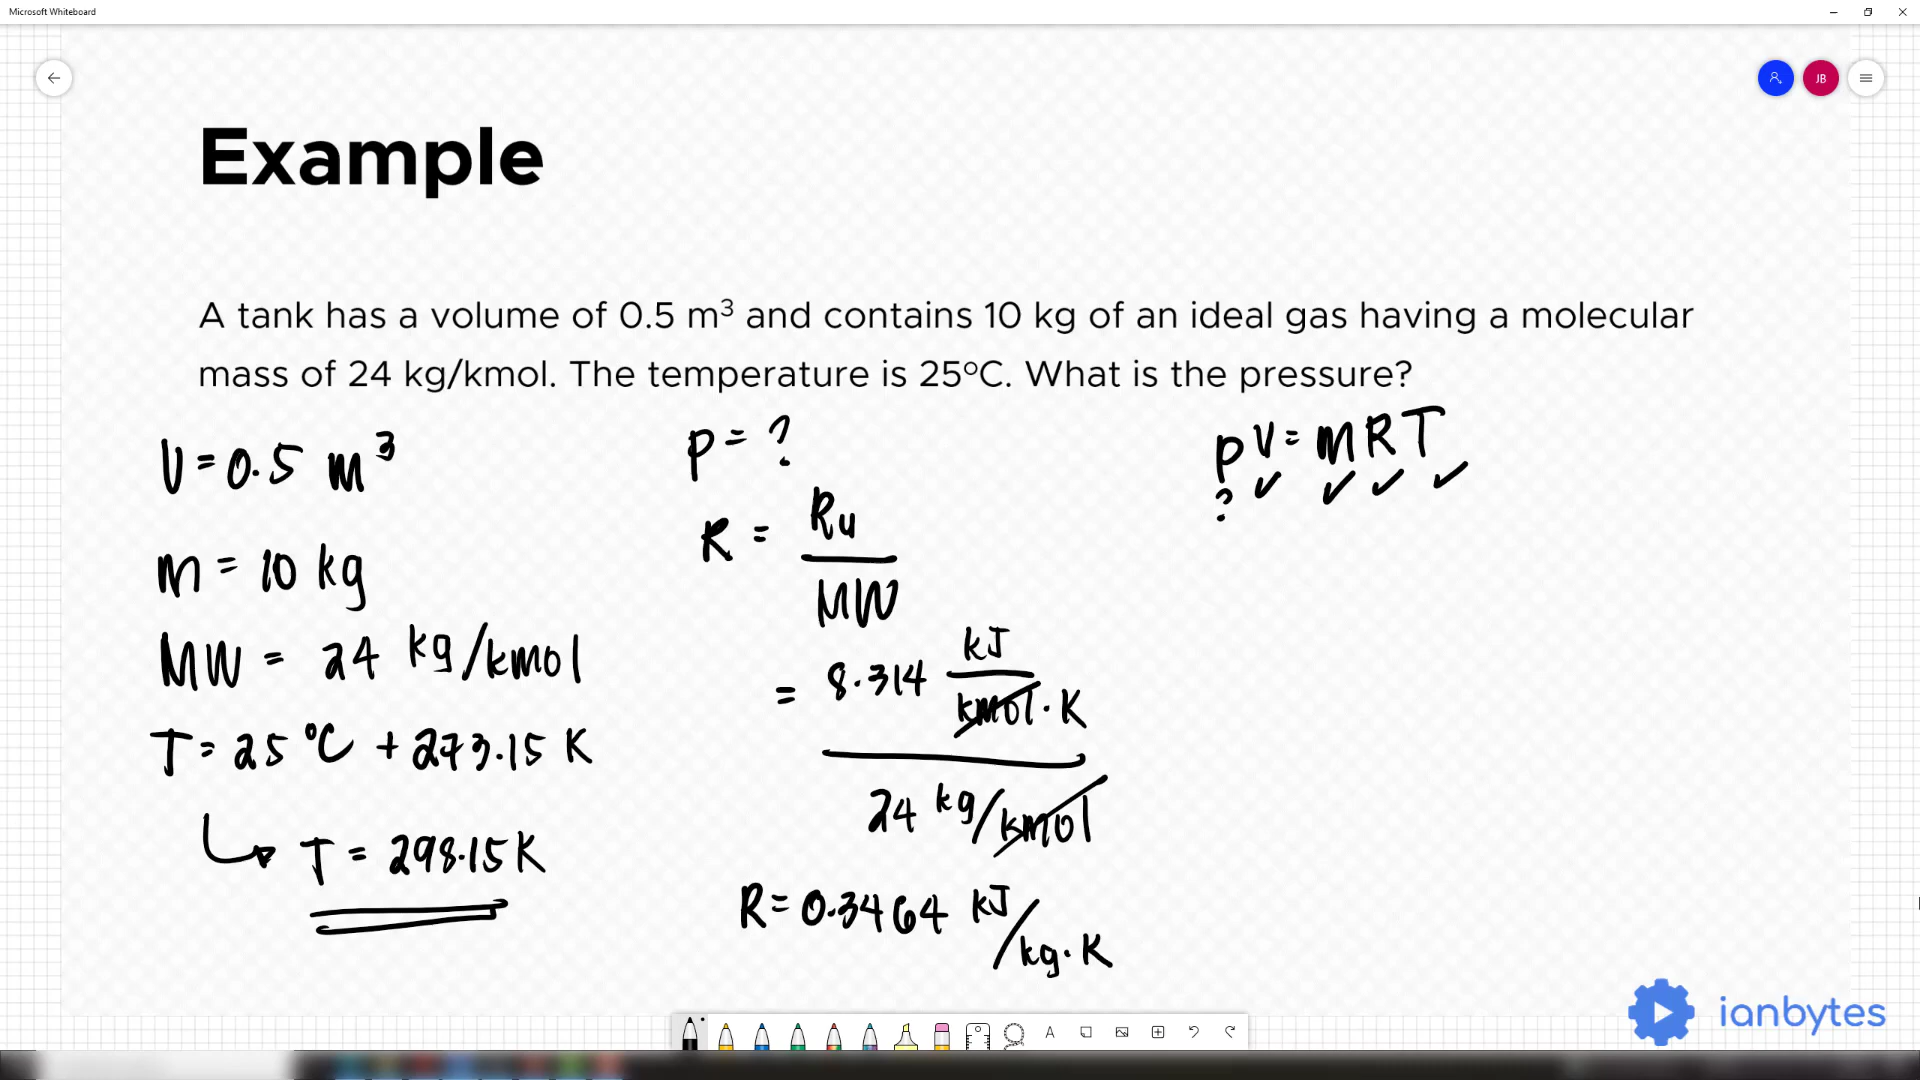 Microsoft Whiteboard
JB
Example
A tank has a volume of 0.5 m³ and contains 10 kg of an ideal gas having a molecular
mass of 24 kg/kmol. The temperature is 25°C. What is the pressure?
V = 0.5 m³
m = 10 kg
MW = 24 kg/kmol
T = 25 °C + 273.15 K
T = 298.15 K
p = ?
R = Ru
MW
= 8.314 kJ
kmol · K
24 kg/kmol
R = 0.3464 kJ
/kg · K
pV = mRT
? ✓ ✓ ✓ ✓
A
ianbytes